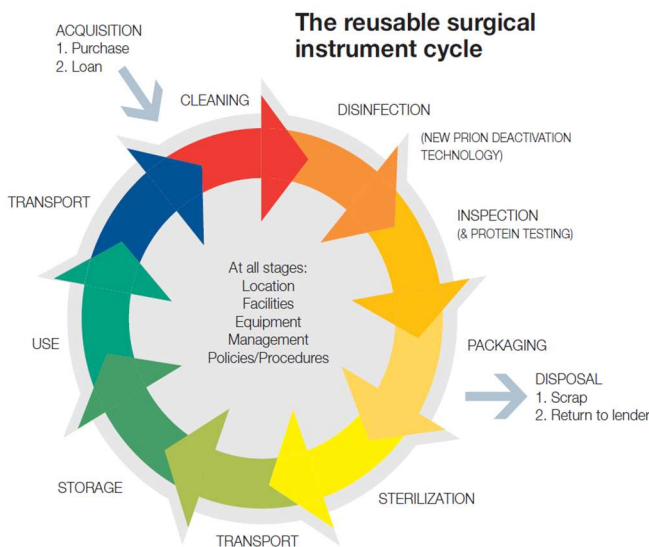 The reusable surgical
instrument cycle
ACQUISITION
1. Purchase
2. Loan
CLEANING
DISINFECTION
(NEW PRION DEACTIVATION
TECHNOLOGY)
INSPECTION
(& PROTEIN TESTING)
PACKAGING
DISPOSAL
1. Scrap
2. Return to lender
STERILIZATION
TRANSPORT
STORAGE
USE
TRANSPORT
At all stages:
Location
Facilities
Equipment
Management
Policies/Procedures